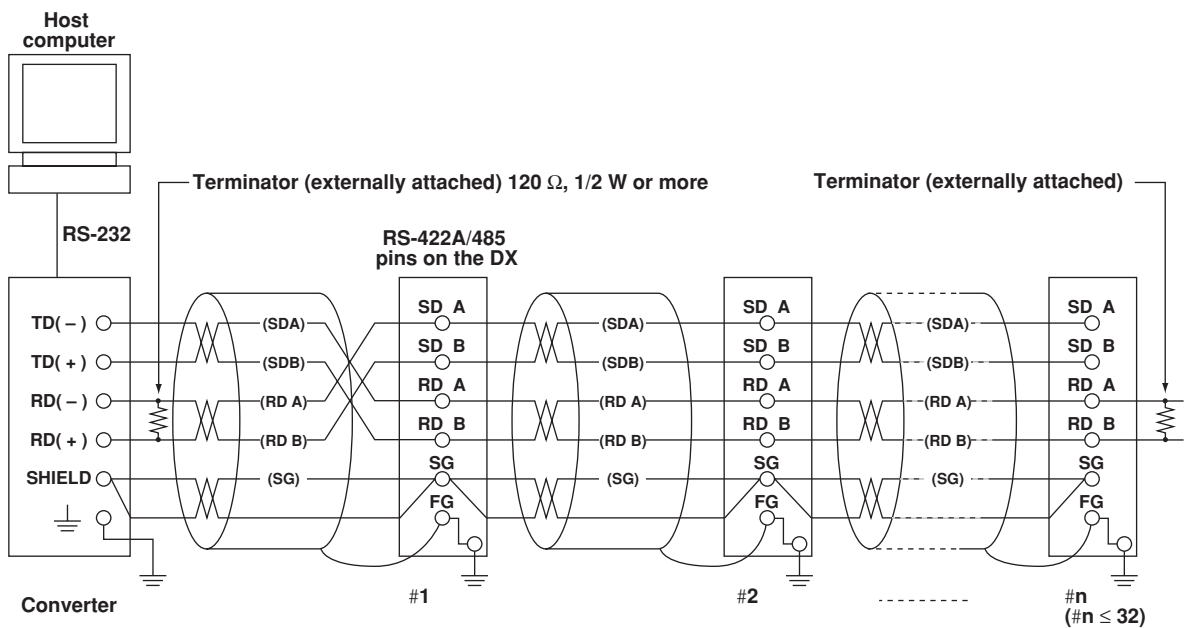 Host
computer
Terminator (externally attached) 120 Ω, 1/2 W or more
Terminator (externally attached)
RS-232
RS-422A/485
pins on the DX
TD( – )
TD( + )
RD( – )
RD( + )
SHIELD
(SDA)
(SDB)
(RD A)
(RD B)
(SG)
SD A
SD B
RD A
RD B
SG
FG
(SDA)
(SDB)
(RD A)
(RD B)
(SG)
SD A
SD B
RD A
RD B
SG
FG
(SDA)
(SDB)
(RD A)
(RD B)
(SG)
SD A
SD B
RD A
RD B
SG
FG
Converter
#1
#2
#n
(#n ≤ 32)